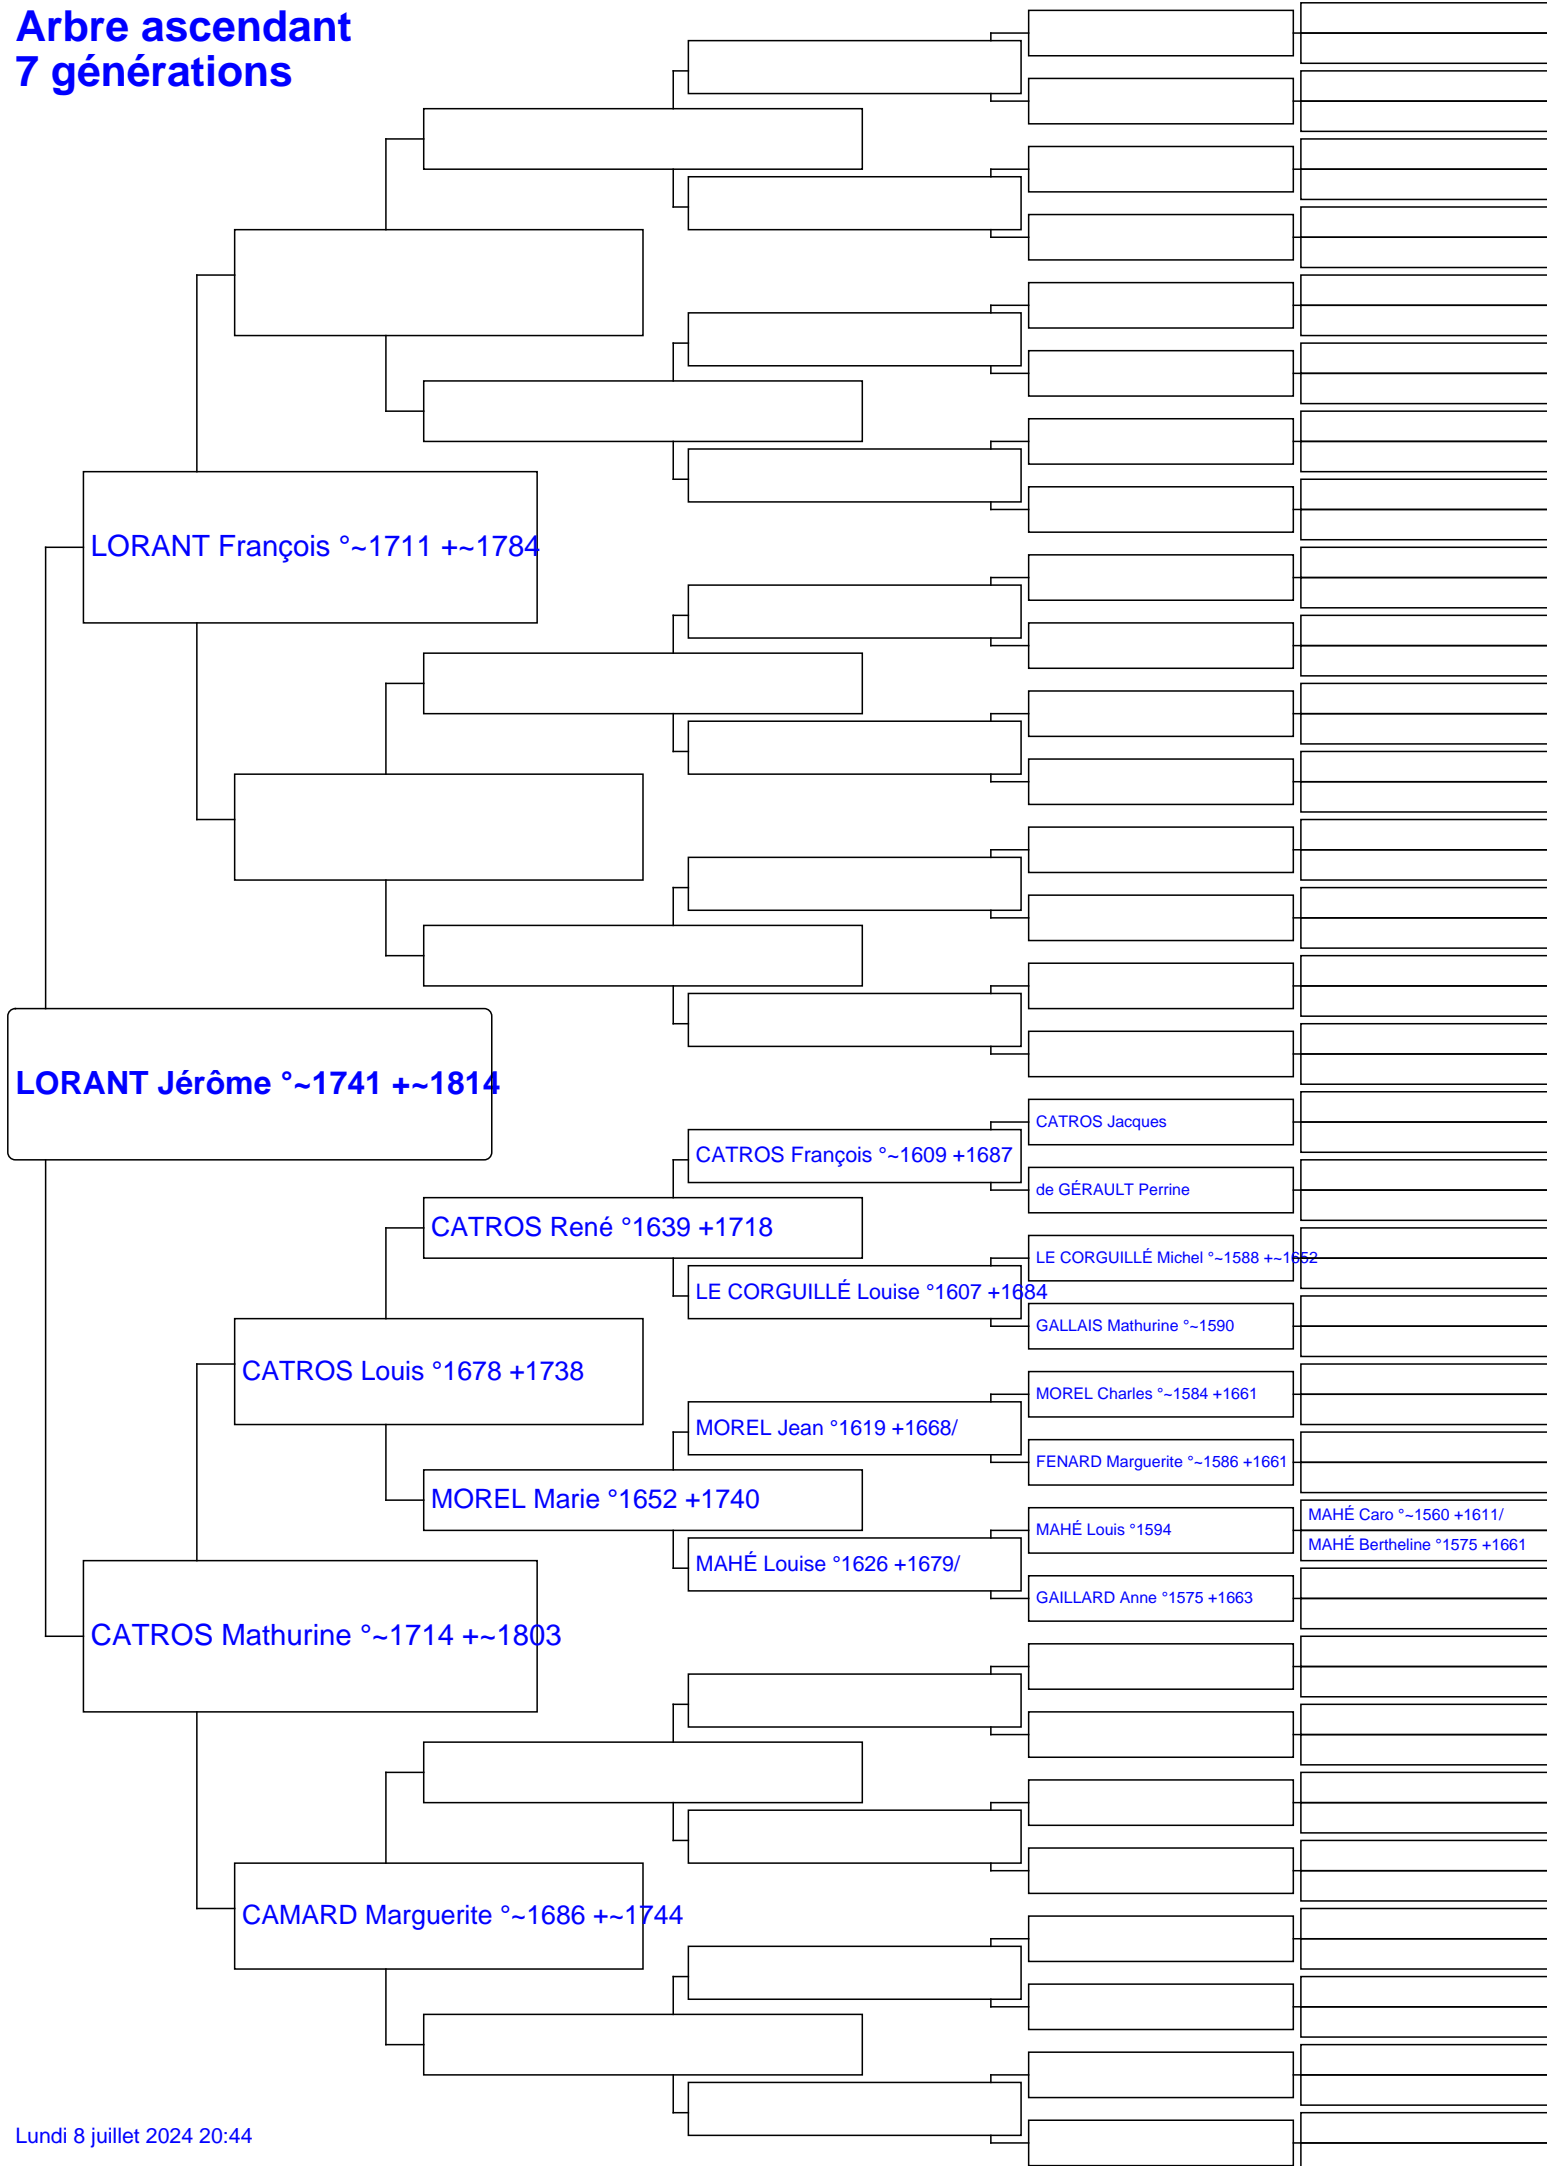 Arbre ascendant
7 générations
LORANT François °~1711 +~1784
LORANT Jérôme °~1741 +~1814
CATROS Jacques
CATROS François °~1609 +1687
de GÉRAULT Perrine
CATROS René °1639 +1718
LE CORGUILLÉ Michel °~1588 +~1652
LE CORGUILLÉ Louise °1607 +1684
GALLAIS Mathurine °~1590
CATROS Louis °1678 +1738
MOREL Charles °~1584 +1661
MOREL Jean °1619 +1668/
FENARD Marguerite °~1586 +1661
MOREL Marie °1652 +1740
MAHÉ Caro °~1560 +1611/
MAHÉ Louis °1594
MAHÉ Bertheline °1575 +1661
MAHÉ Louise °1626 +1679/
GAILLARD Anne °1575 +1663
CATROS Mathurine °~1714 +~1803
CAMARD Marguerite °~1686 +~1744
Lundi 8 juillet 2024 20:44